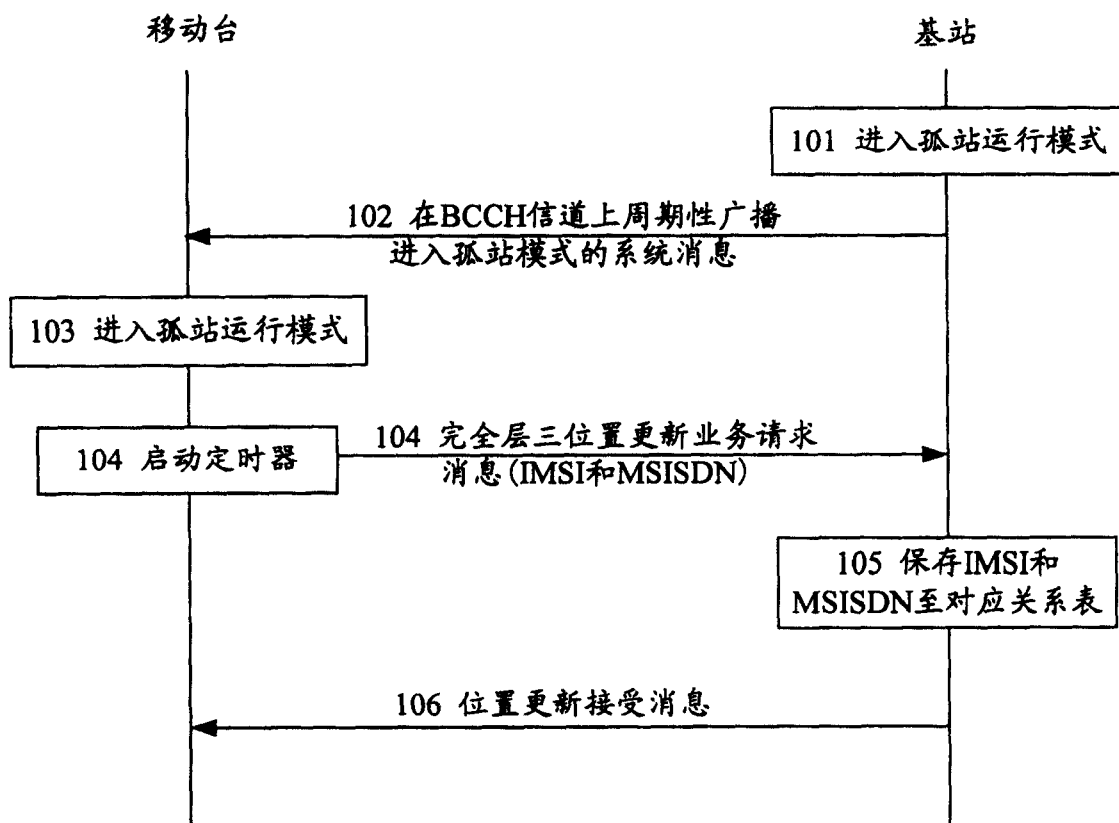 移动台
基站
101 进入孤站运行模式
102 在BCCH信道上周期性广播
进入孤站模式的系统消息
103 进入孤站运行模式
104 启动定时器
104 完全层三位置更新业务请求
消息(IMSI和MSISDN)
105 保存IMSI和
MSISDN至对应关系表
106 位置更新接受消息